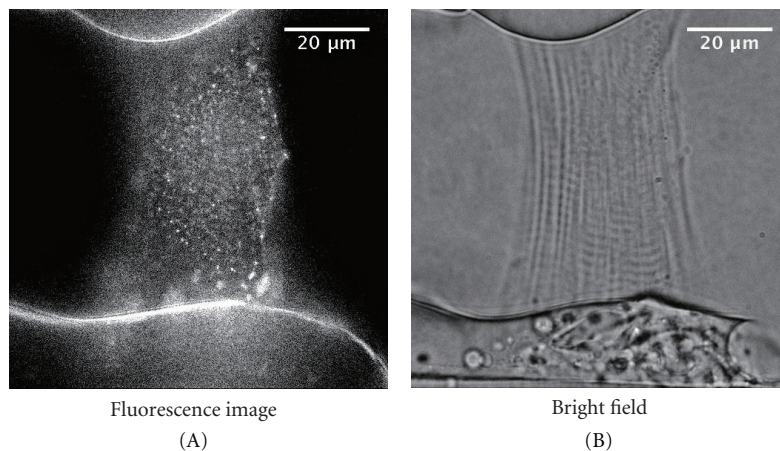 20 μm
20 μm
Fluorescence image
Bright field
(A)
(B)